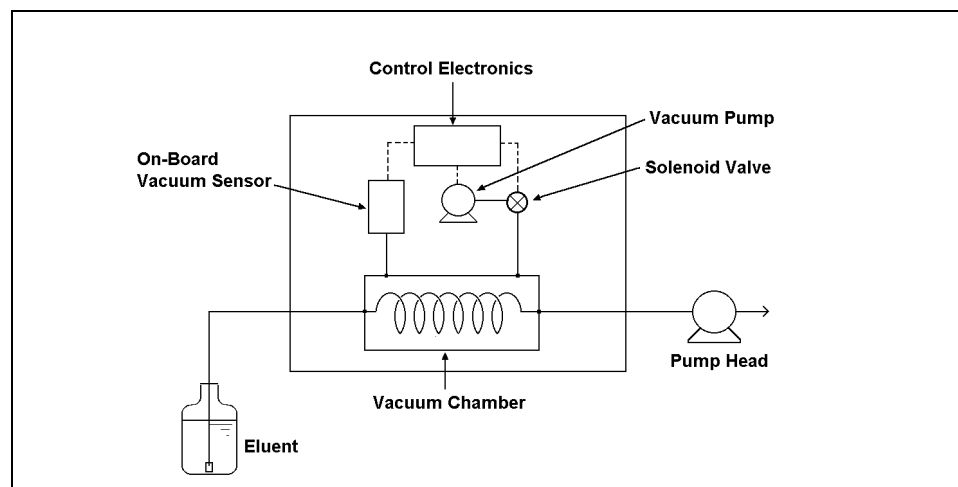 Control Electronics
Vacuum Pump
On-Board
Vacuum Sensor
Solenoid Valve
Pump Head
Vacuum Chamber
Eluent